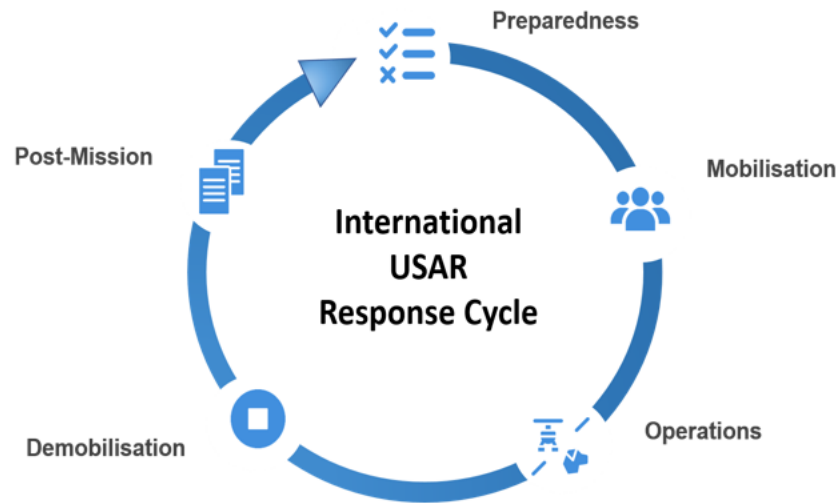 Preparedness
Mobilisation
Operations
Demobilisation
Post-Mission
International
USAR
Response Cycle